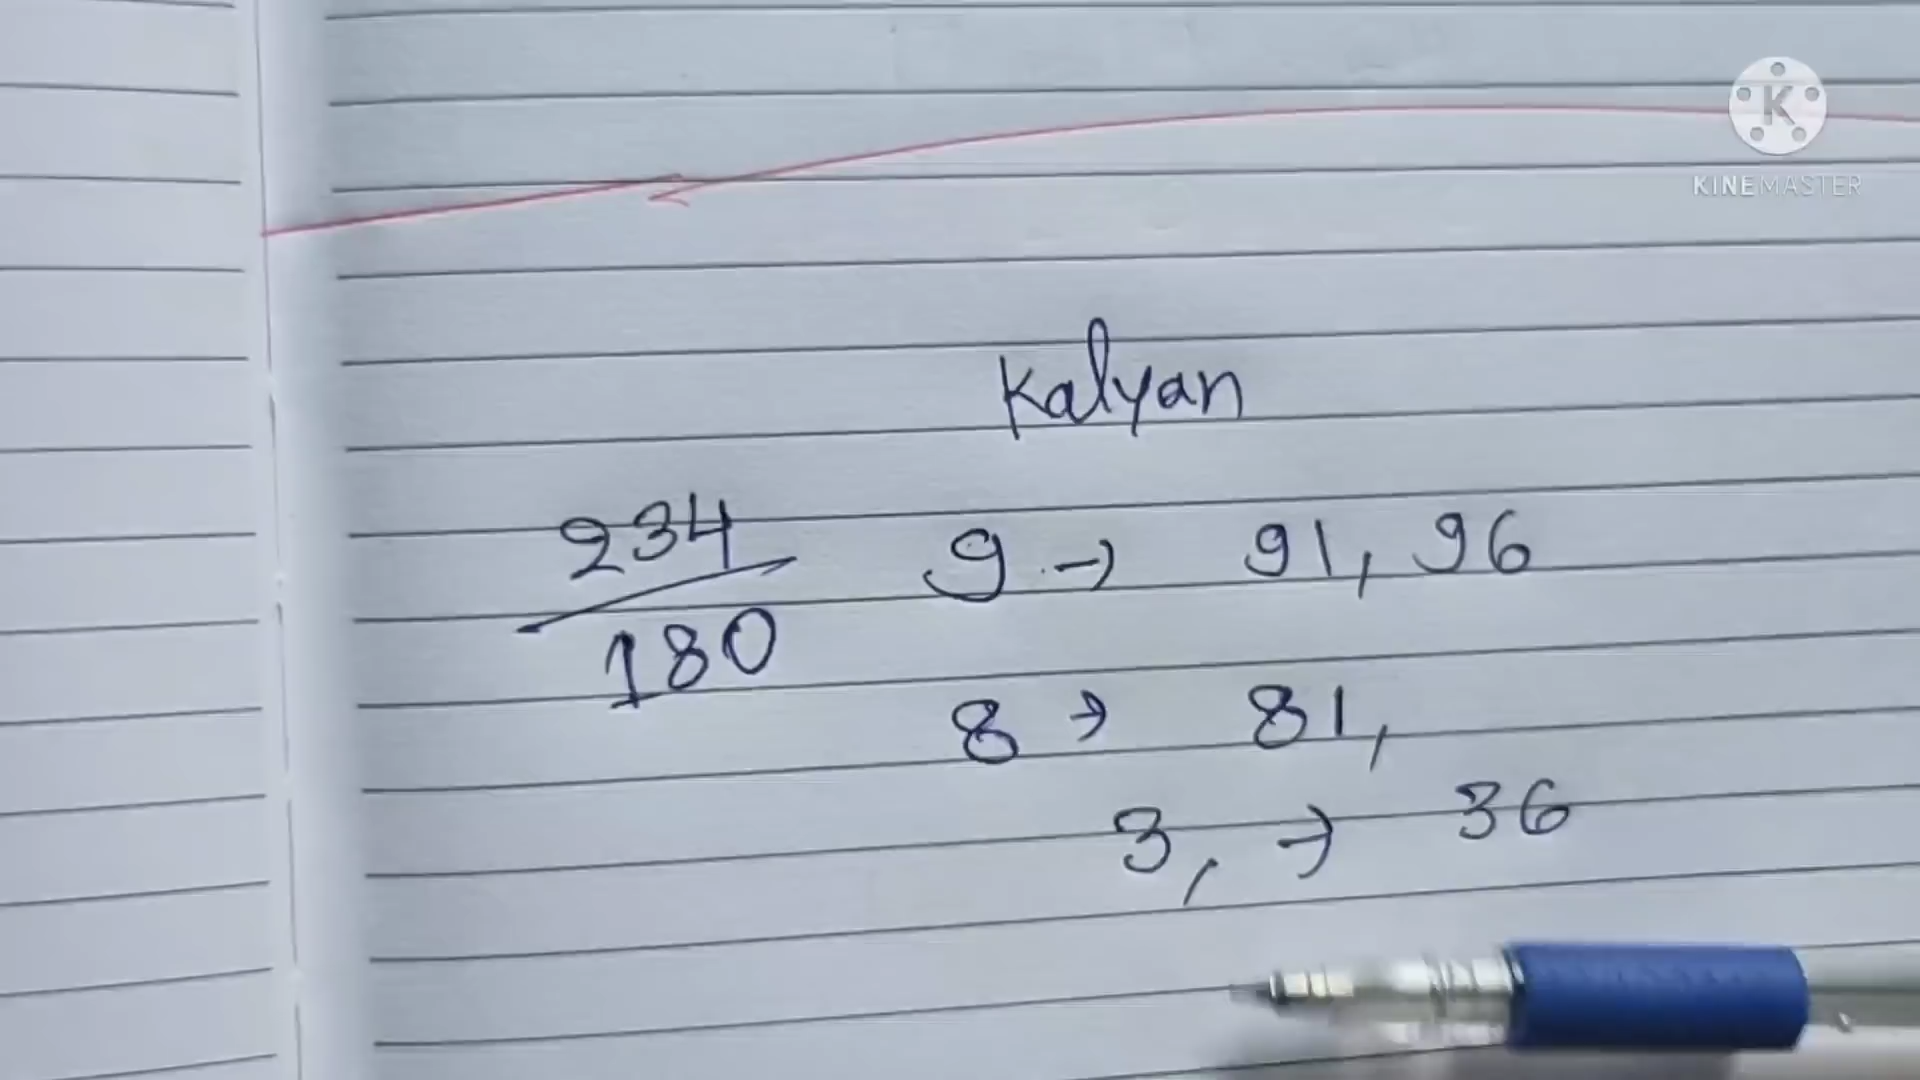 KINEMASTER
Kalyan
234 9 → 91, 96
180
8 → 81,
3, → 36